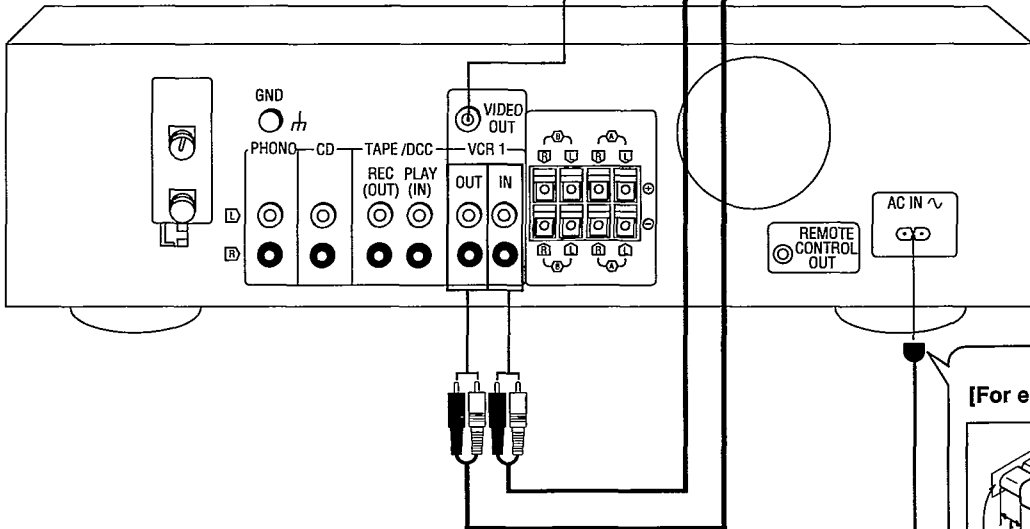 GND
VIDEO OUT
PHONO CD TAPE /DCC VCR 1
REC (OUT) PLAY (IN) OUT IN
L
R
B A
R L R L
+
−
R L R L
B A
REMOTE CONTROL OUT
AC IN ∿
[For e